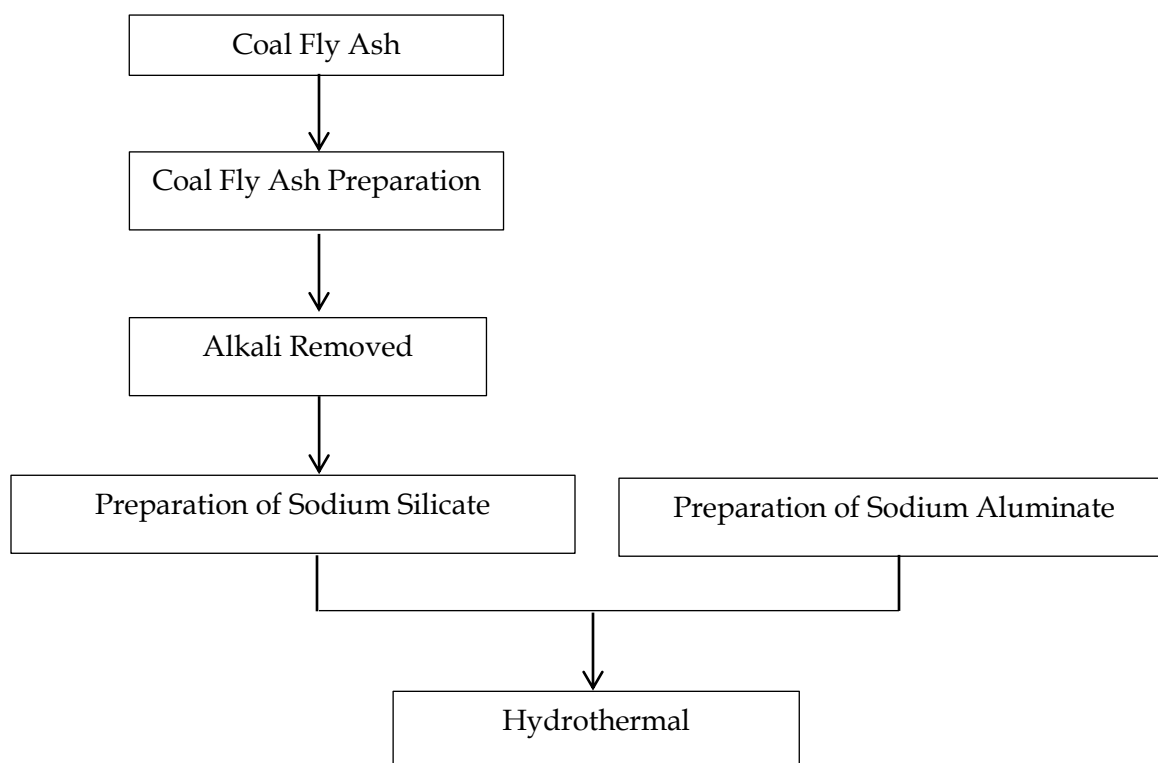 Coal Fly Ash
Coal Fly Ash Preparation
Alkali Removed
Preparation of Sodium Silicate
Preparation of Sodium Aluminate
Hydrothermal